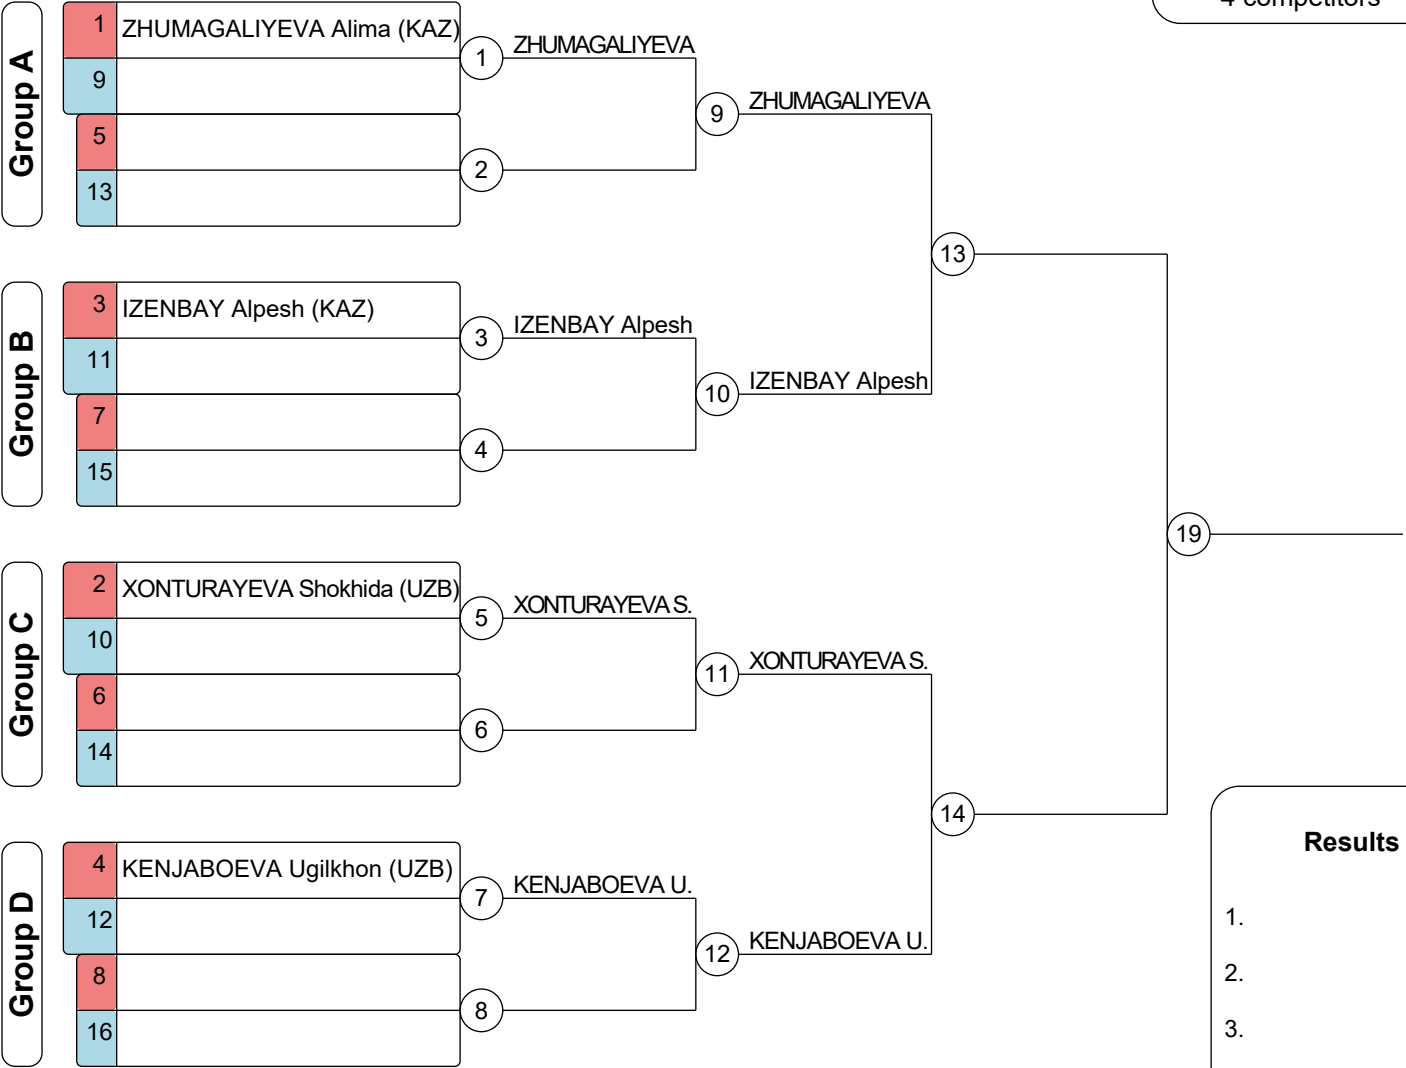 4 competitors
Group A
1 ZHUMAGALIYEVA Alima (KAZ)
9
5
13
1 ZHUMAGALIYEVA
2
9 ZHUMAGALIYEVA
Group B
3 IZENBAY Alpesh (KAZ)
11
7
15
3 IZENBAY Alpesh
4
10 IZENBAY Alpesh
13
Group C
2 XONTURAYEVA Shokhida (UZB)
10
6
14
5 XONTURAYEVA S.
6
11 XONTURAYEVA S.
Group D
4 KENJABOEVA Ugilkhon (UZB)
12
8
16
7 KENJABOEVA U.
8
12 KENJABOEVA U.
14
19
Results
1.
2.
3.